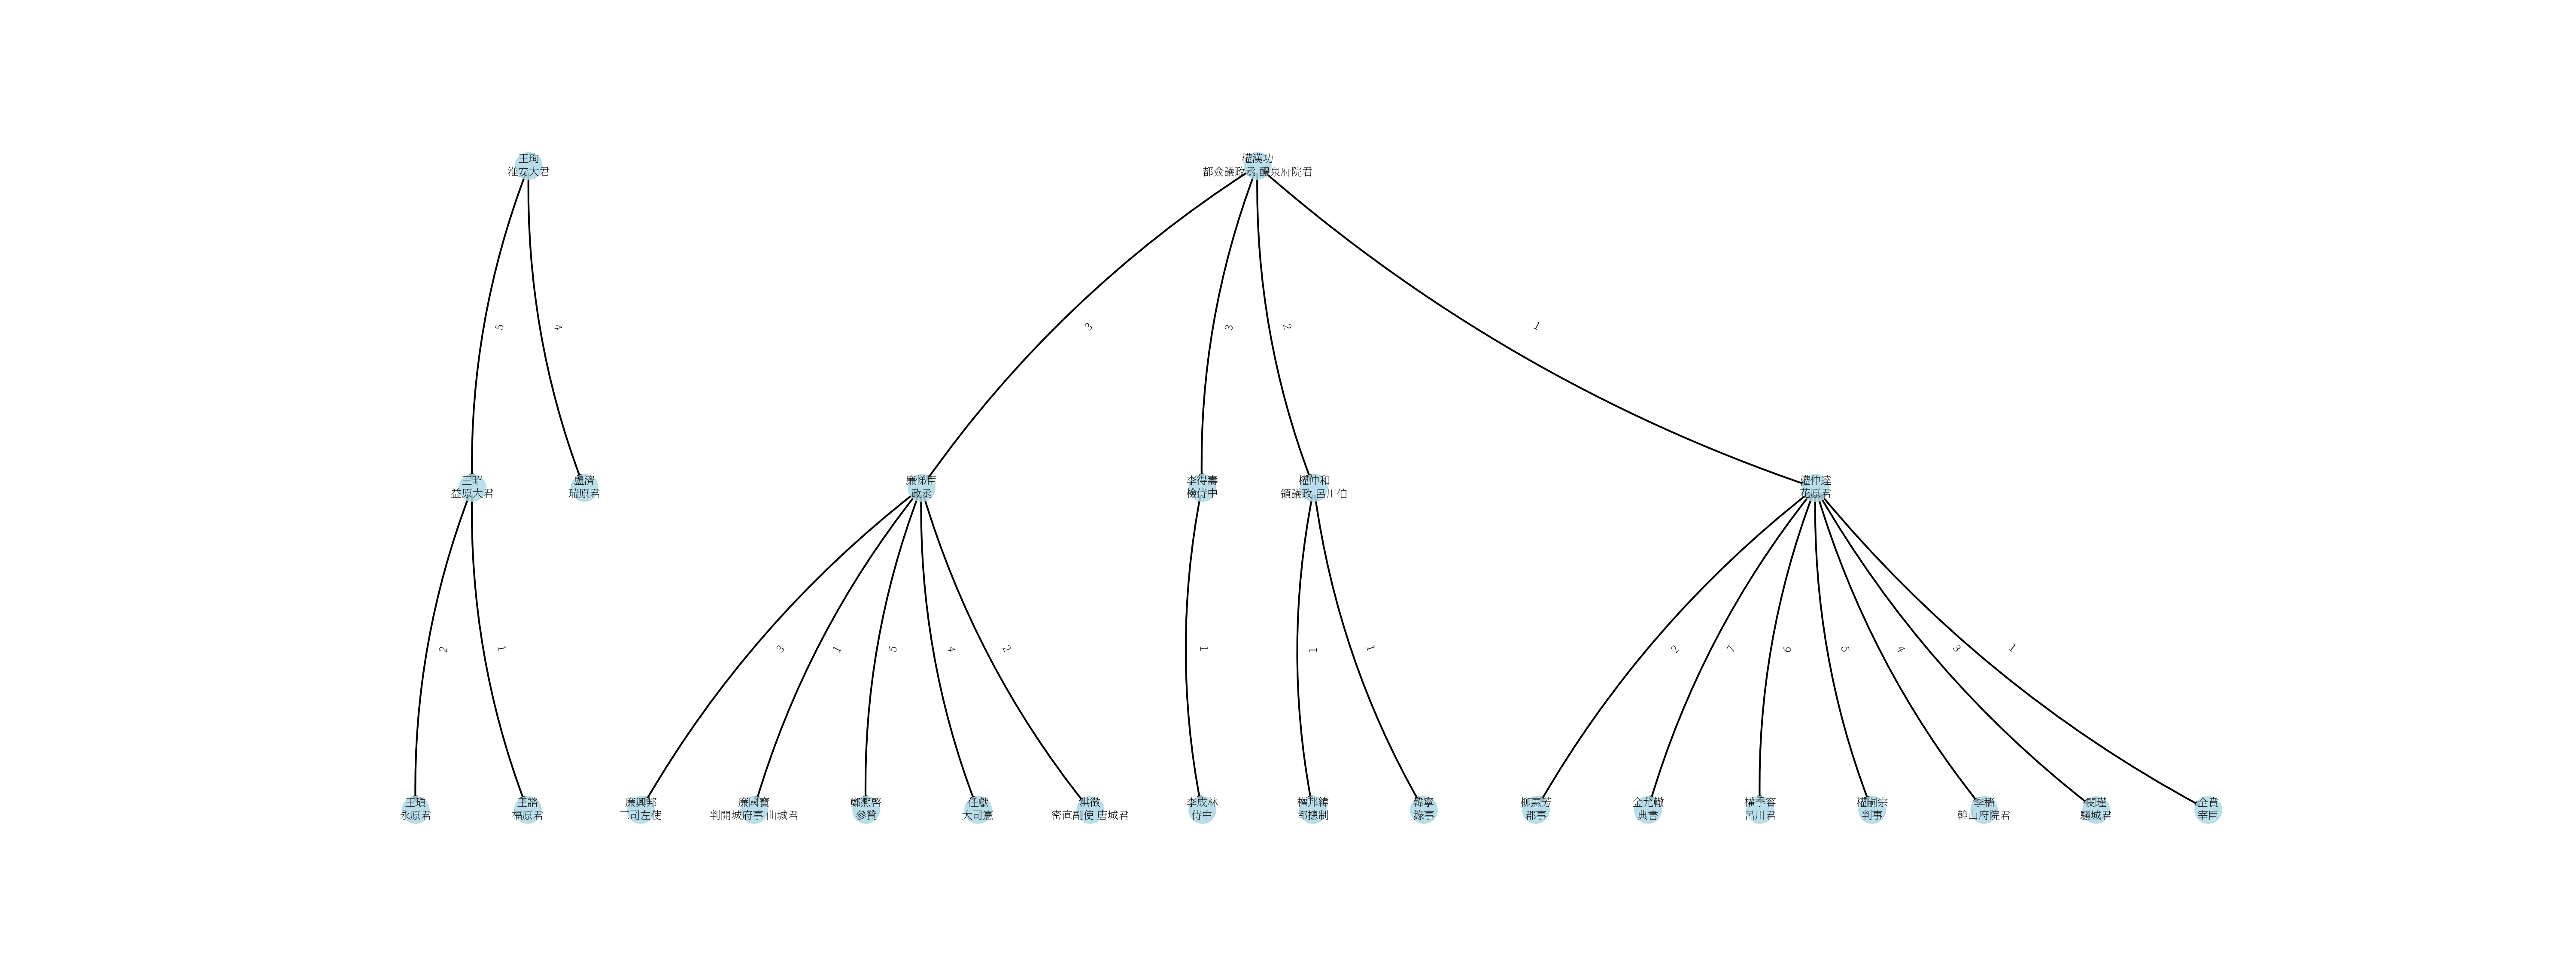 王珣
淮安大君
權漢功
都僉議政丞 醴泉府院君
5
4
3
3
2
1
王昭
益原大君
盧濟
瑞原君
廉悌臣
政丞
李得壽
檢侍中
權仲和
領議政 呂川伯
權仲達
花原君
2
1
3
1
5
4
2
1
1
1
2
7
6
5
4
3
1
王瑱
永原君
王諮
福原君
廉興邦
三司左使
廉國寶
判開城府事 曲城君
鄭熙啓
參贊
任獻
大司憲
洪徵
密直副使 唐城君
李成林
侍中
權邦緯
都摠制
韓寧
錄事
柳惠芳
郡事
金允轍
典書
權季容
呂川君
權嗣宗
判事
李穡
韓山府院君
閔瑾
驪城君
全賁
宰臣